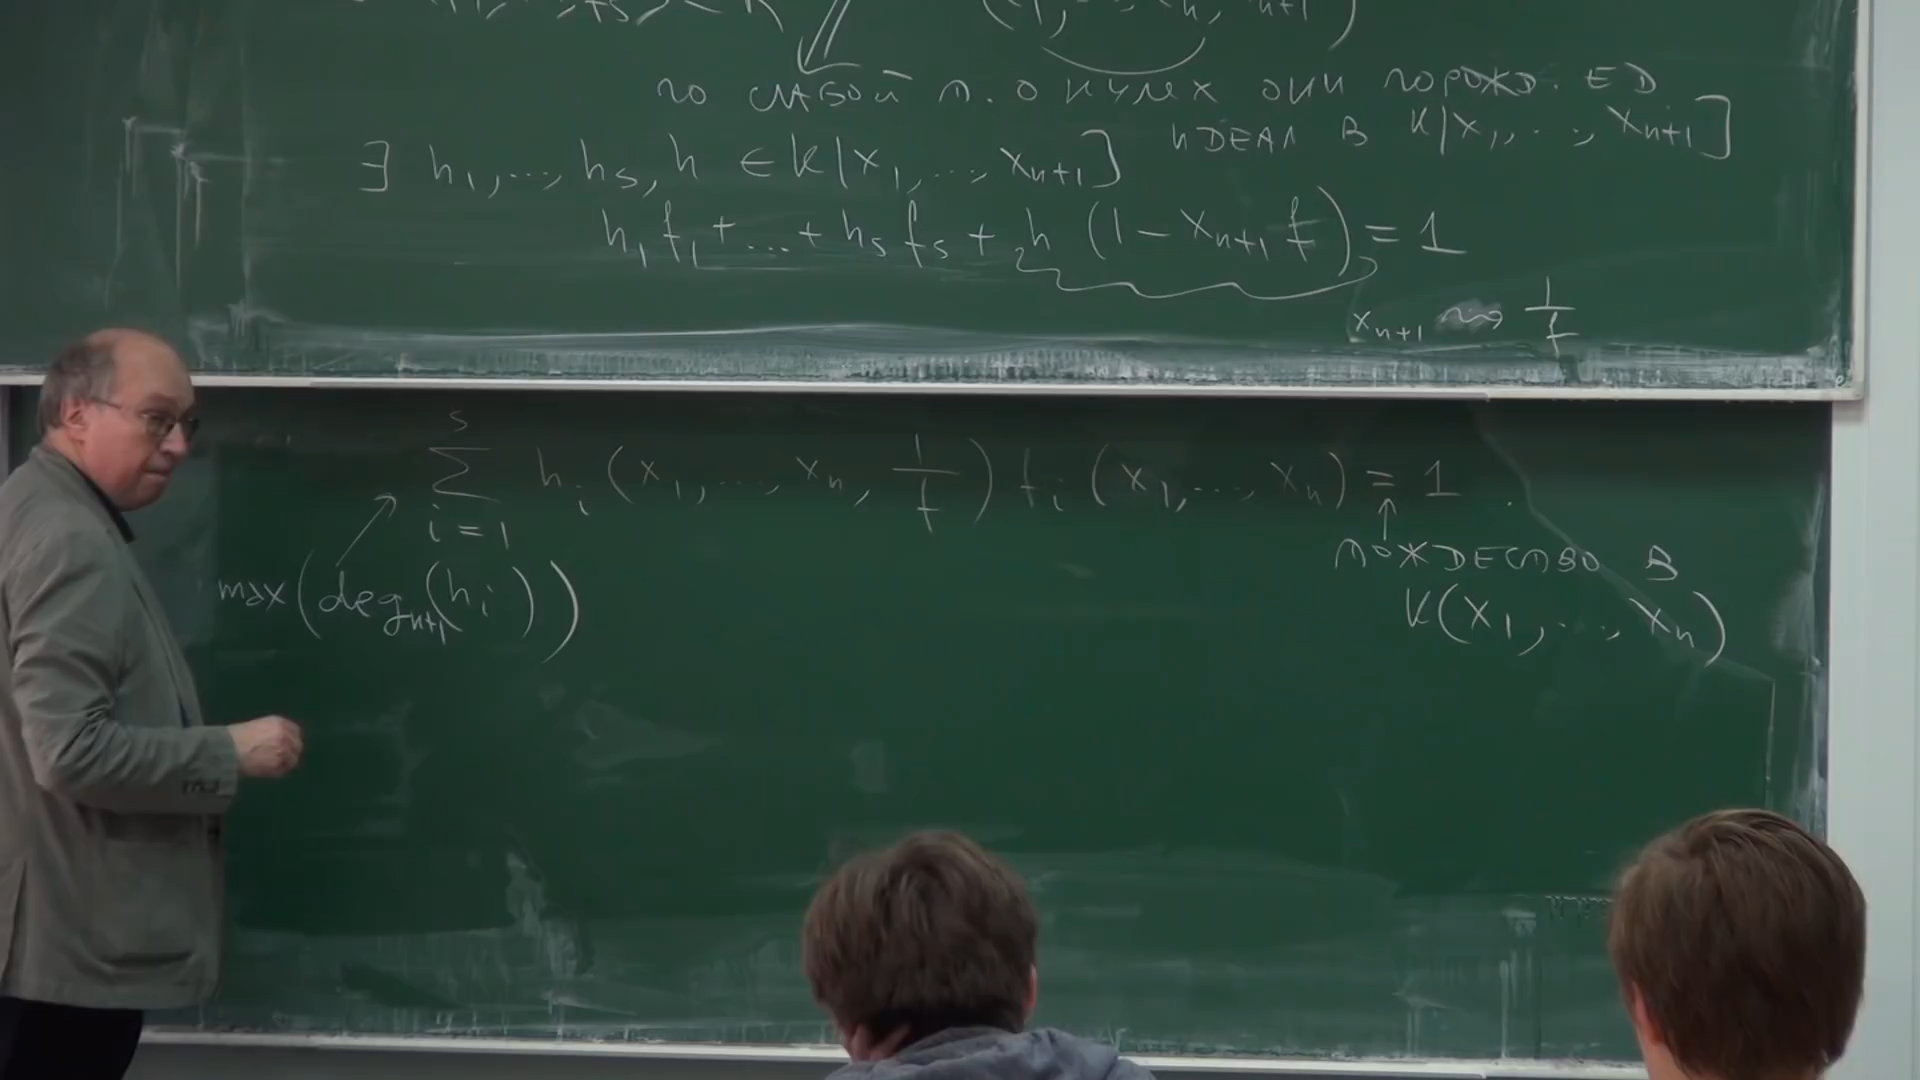 по слабой т. о нулях они порожд. ед
идеал в K[x₁, ..., xₙ₊₁]
∃ h₁, ..., hₛ, h ∈ K[x₁, ..., xₙ₊₁]
h₁f₁ + ... + hₛfₛ + h (1 − xₙ₊₁ f) = 1
xₙ₊₁ ⇝ 1/f
∑ᵢ₌₁ˢ hᵢ (x₁, ..., xₙ, 1/f) fᵢ (x₁, ..., xₙ) = 1
тождество в
max(degₙ₊₁(hᵢ))
K(x₁, ..., xₙ)